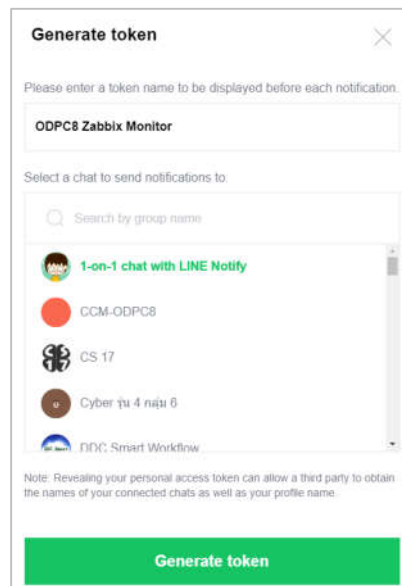 Generate token
Please enter a token name to be displayed before each notification.
ODPC8 Zabbix Monitor
Select a chat to send notifications to.
Search by group name
1-on-1 chat with LINE Notify
CCM-ODPC8
CS 17
Cyber รุ่น 4 กลุ่ม 6
DDC Smart Workflow
Note: Revealing your personal access token can allow a third party to obtain
the names of your connected chats as well as your profile name.
Generate token